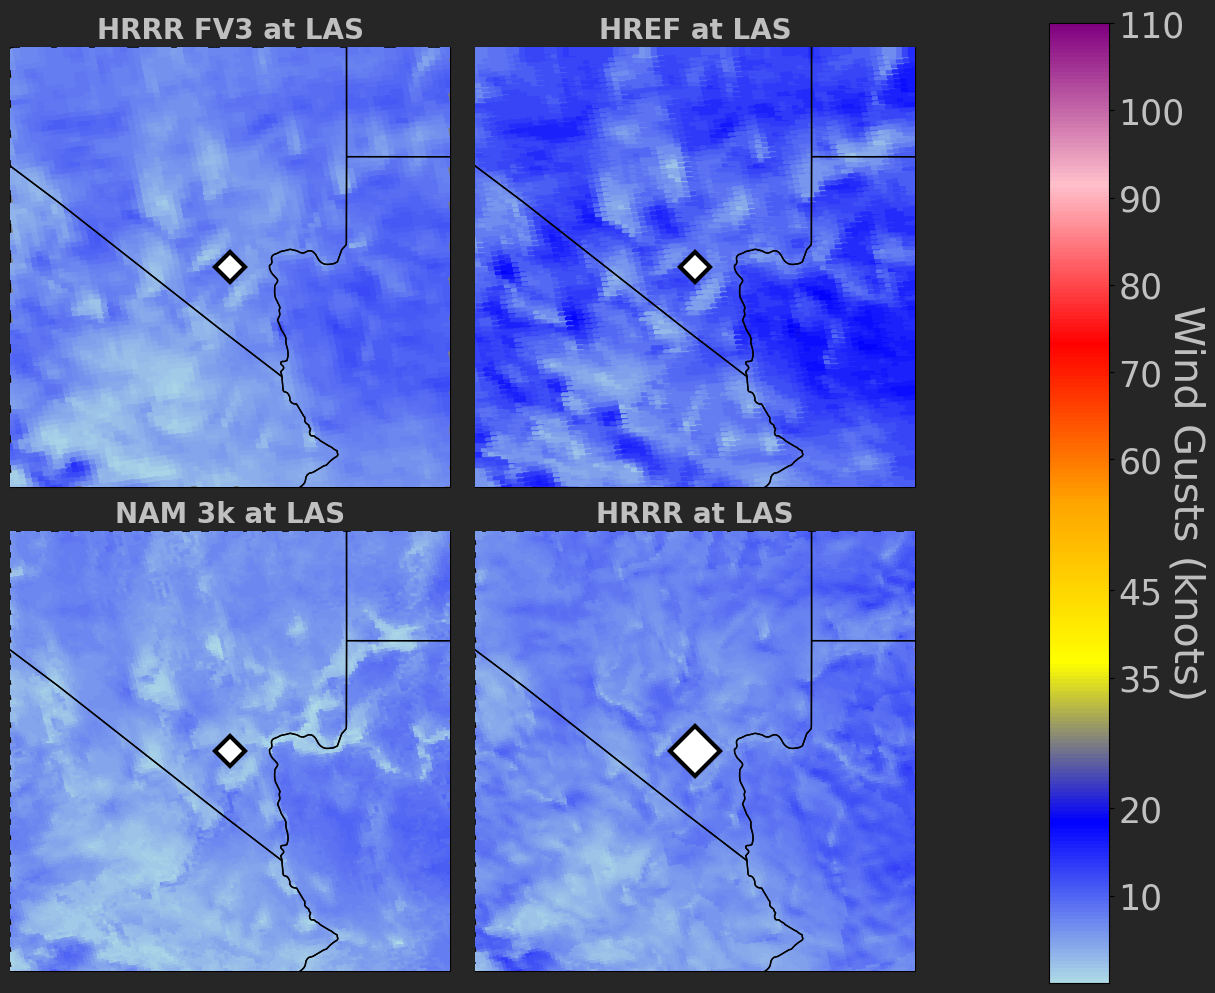 HRRR FV3 at LAS
HREF at LAS
NAM 3k at LAS
HRRR at LAS
110
100
90
80
70
60
45
35
20
10
Wind Gusts (knots)